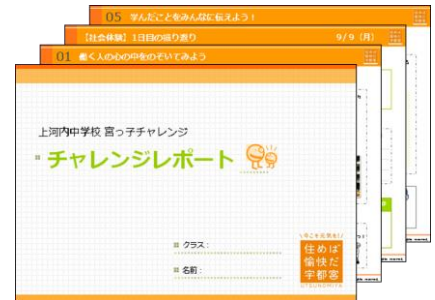 05 学んだことをみんなに伝えよう!
【社会体験】1日目の振り返り 9/9 (月)
01 働く人の心の中をのぞいてみよう
上河内中学校 宮っ子チャレンジ
チャレンジレポート
クラス:
名前:
住めば
愉快だ
宇都宮
UTSUNOMIYA